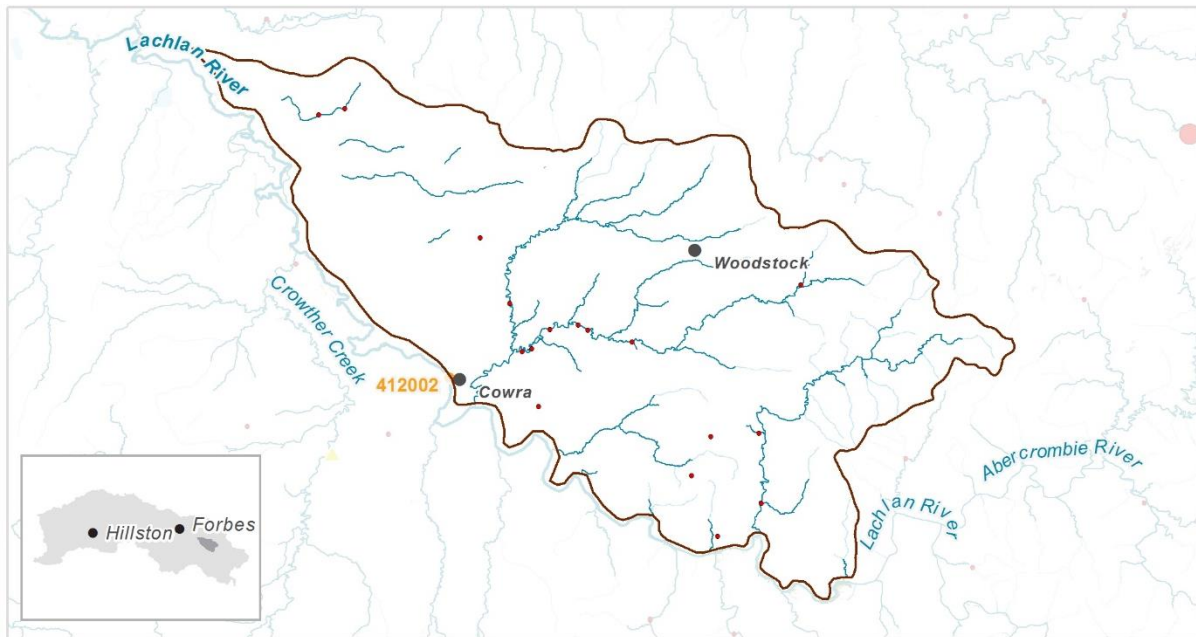 Lachlan River
Woodstock
Crowther Creek
412002
Cowra
Abercrombie River
Lachlan River
Hillston
Forbes